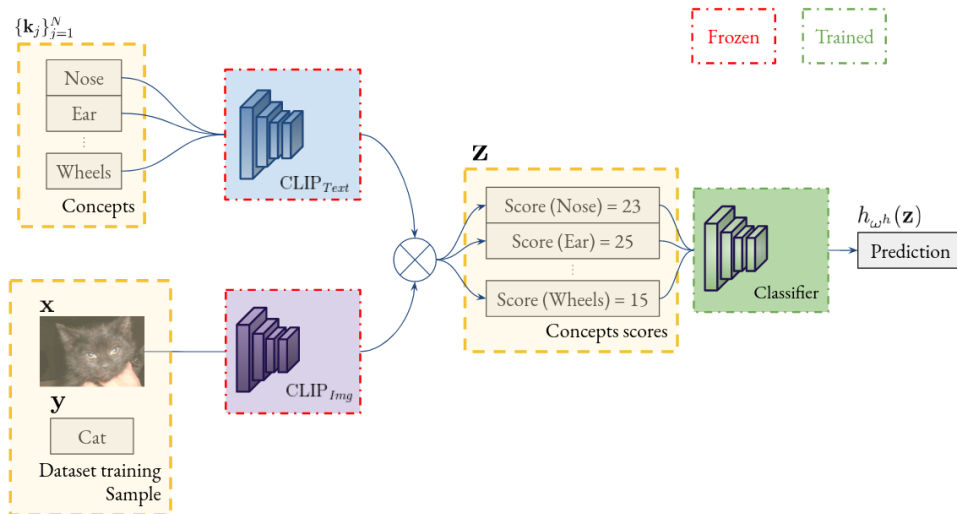 {k_j}_{j=1}^N
Frozen
Trained
Nose
Ear
⋮
Wheels
Concepts
CLIP_Text
x
y
Cat
Dataset training
Sample
CLIP_Img
z
Score (Nose) = 23
Score (Ear) = 25
⋮
Score (Wheels) = 15
Concepts scores
Classifier
h_{ω^h}(z)
Prediction